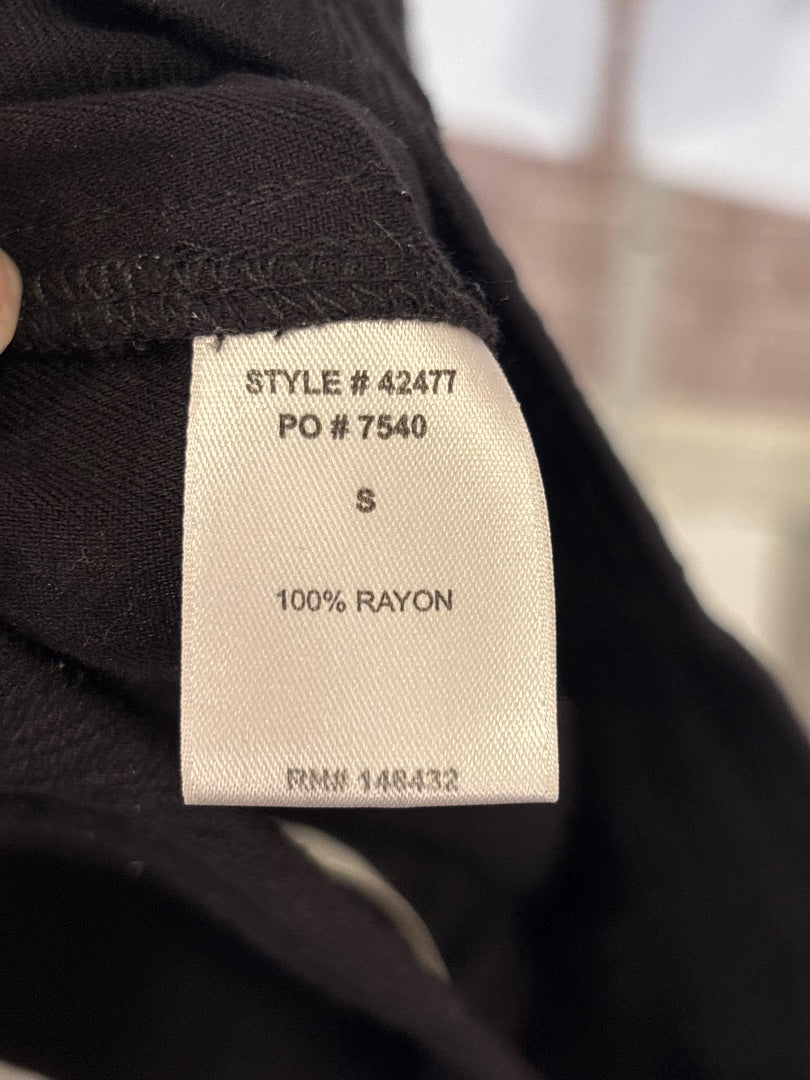 STYLE # 42477
PO # 7540
S
100% RAYON
RN# 146432